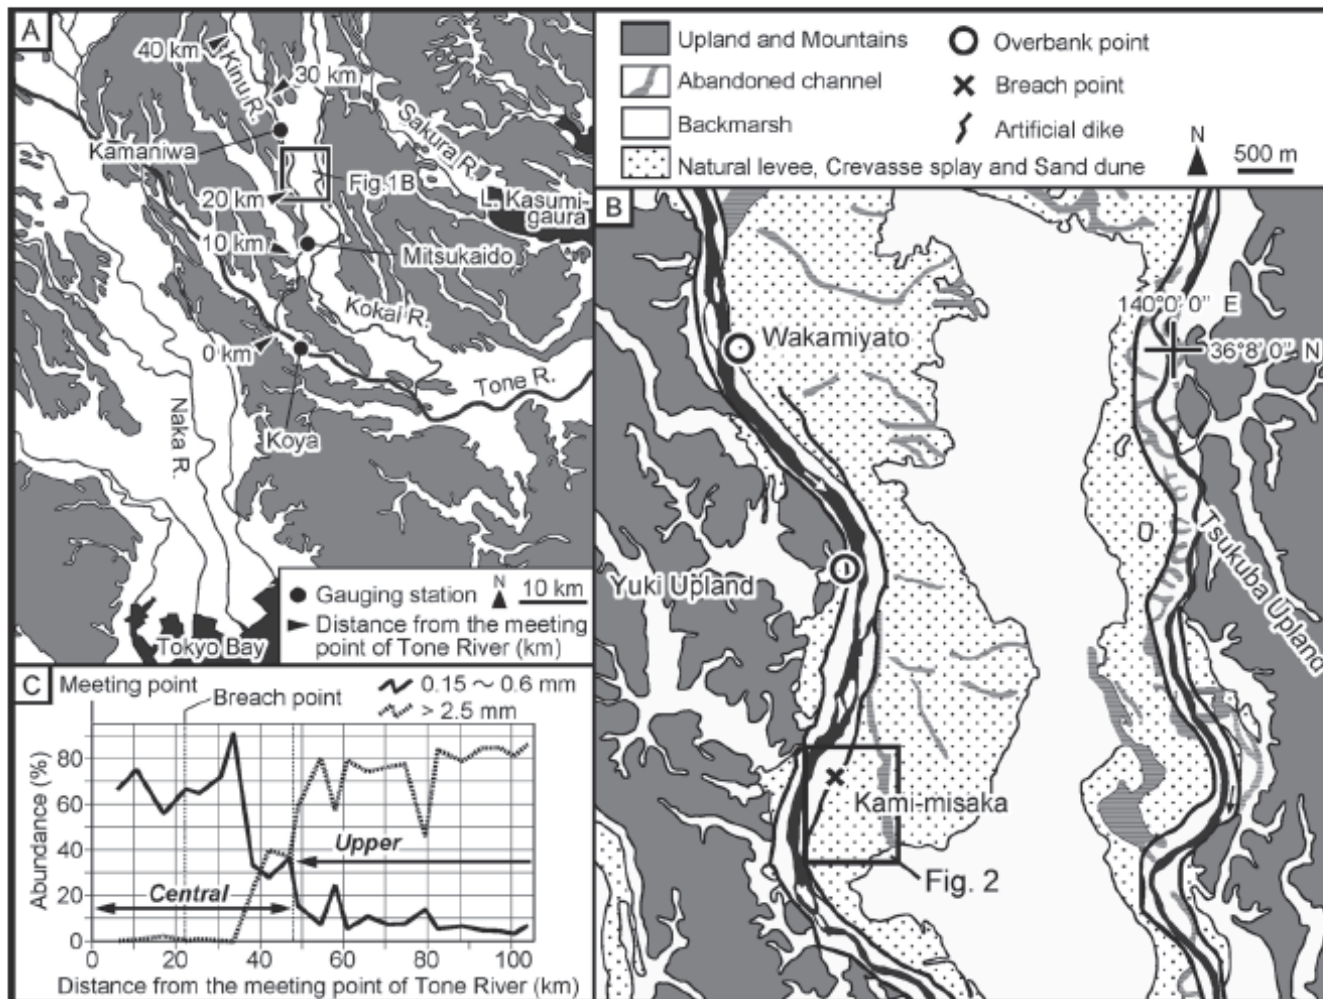 A
40 km
Kinu R.
30 km
Sakura R.
Kamaniwa
Fig.1B
20 km
L. Kasumi-
gaura
10 km
Mitsukaido
Kokai R.
0 km
Tone R.
Naka R.
Koya
Gauging station
N
10 km
Distance from the meeting
point of Tone River (km)
Tokyo Bay
Upland and Mountains
Overbank point
Abandoned channel
Breach point
Backmarsh
Artificial dike
Natural levee, Crevasse splay and Sand dune
N
500 m
B
140°0' 0" E
Wakamiyato
36°8' 0" N
Yuki Upland
Tsukuba Upland
Kami-misaka
Fig. 2
C
Meeting point
Breach point
0.15 ～ 0.6 mm
> 2.5 mm
Abundance (%)
80
60
40
20
0
Upper
Central
0 20 40 60 80 100
Distance from the meeting point of Tone River (km)